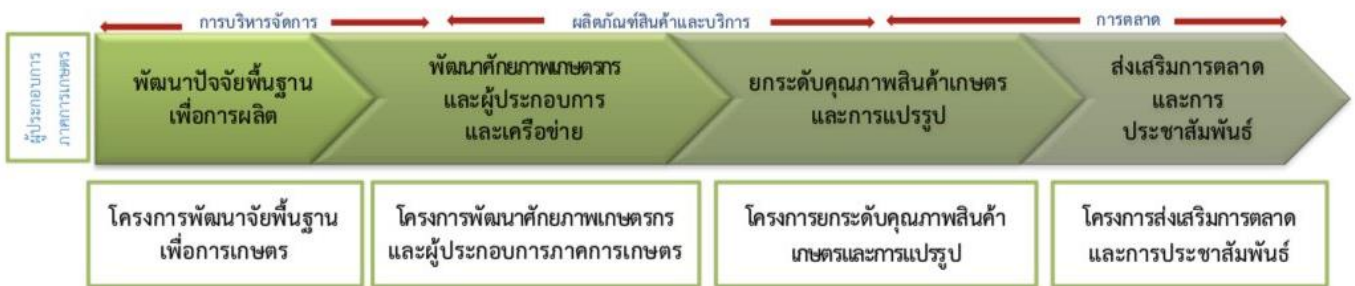 การบริหารจัดการ
ผลิตภัณฑ์สินค้าและบริการ
การตลาด
ผู้ประกอบการ
ภาคการเกษตร
พัฒนาปัจจัยพื้นฐาน
เพื่อการผลิต
พัฒนาศักยภาพเกษตรกร
และผู้ประกอบการ
และเครือข่าย
ยกระดับคุณภาพสินค้าเกษตร
และการแปรรูป
ส่งเสริมการตลาด
และการ
ประชาสัมพันธ์
โครงการพัฒนาจัยพื้นฐาน
เพื่อการเกษตร
โครงการพัฒนาศักยภาพเกษตรกร
และผู้ประกอบการภาคการเกษตร
โครงการยกระดับคุณภาพสินค้า
เกษตรและการแปรรูป
โครงการส่งเสริมการตลาด
และการประชาสัมพันธ์